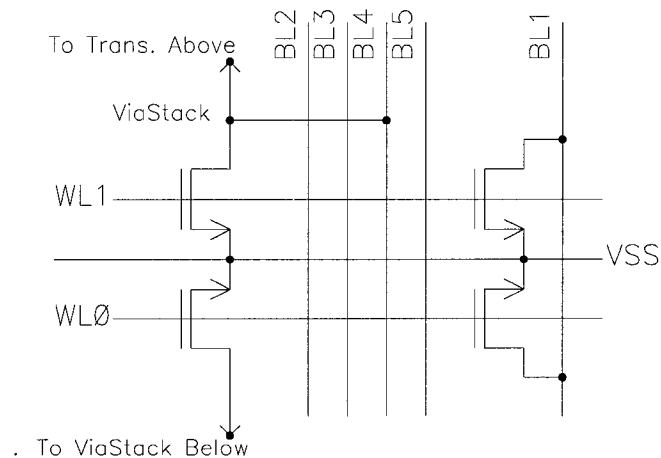 BL2
BL3
BL4
BL5
BL1
To Trans. Above
ViaStack
WL1
VSS
WLØ
. To ViaStack Below